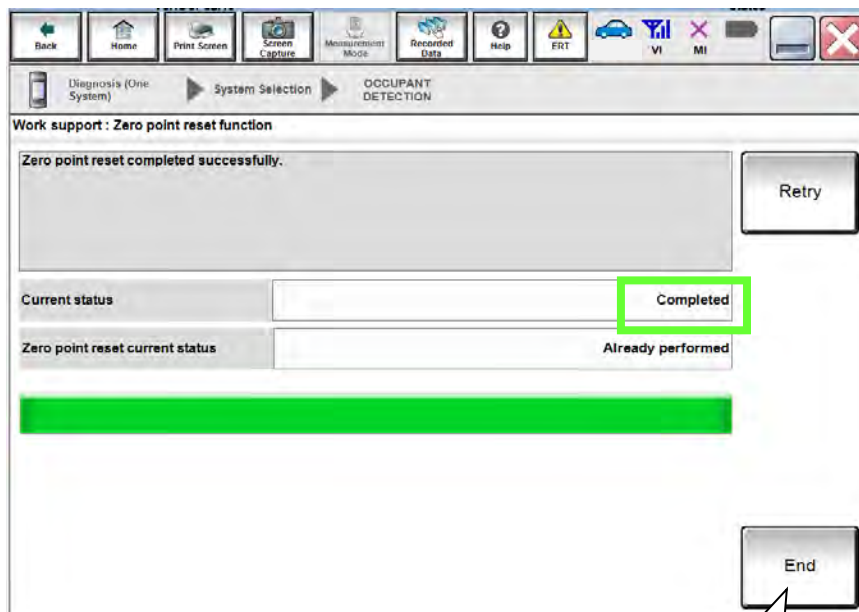 Back
Home
Print Screen
Screen
Capture
Measurement
Mode
Recorded
Data
Help
ERT
VI
MI
Diagnosis (One
System)
System Selection
OCCUPANT
DETECTION
Work support : Zero point reset function
Zero point reset completed successfully.
Retry
Current status
Completed
Zero point reset current status
Already performed
End